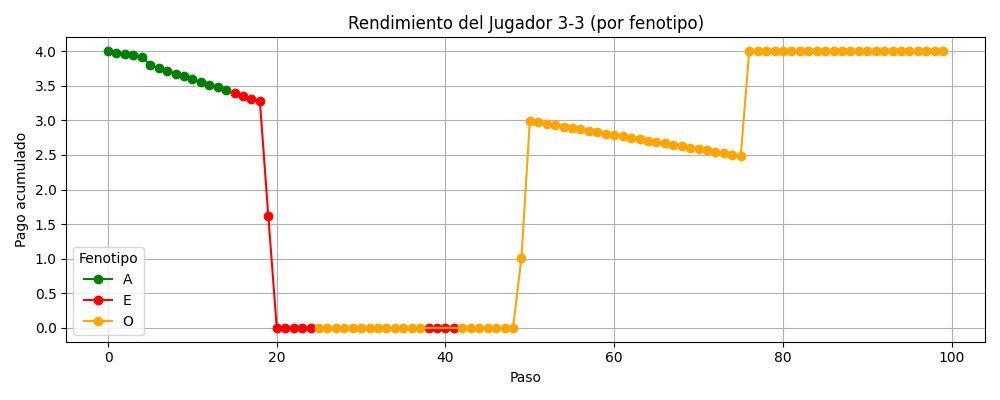 Rendimiento del Jugador 3-3 (por fenotipo)
Pago acumulado
4.0
3.5
3.0
2.5
2.0
1.5
1.0
0.5
0.0
Fenotipo
A
E
O
0
20
40
60
80
100
Paso